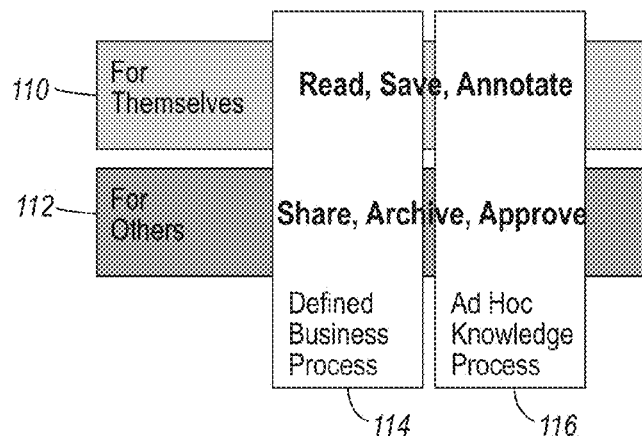 110
For
Themselves
Read, Save, Annotate
112
For
Others
Share, Archive, Approve
Defined
Business
Process
Ad Hoc
Knowledge
Process
114
116